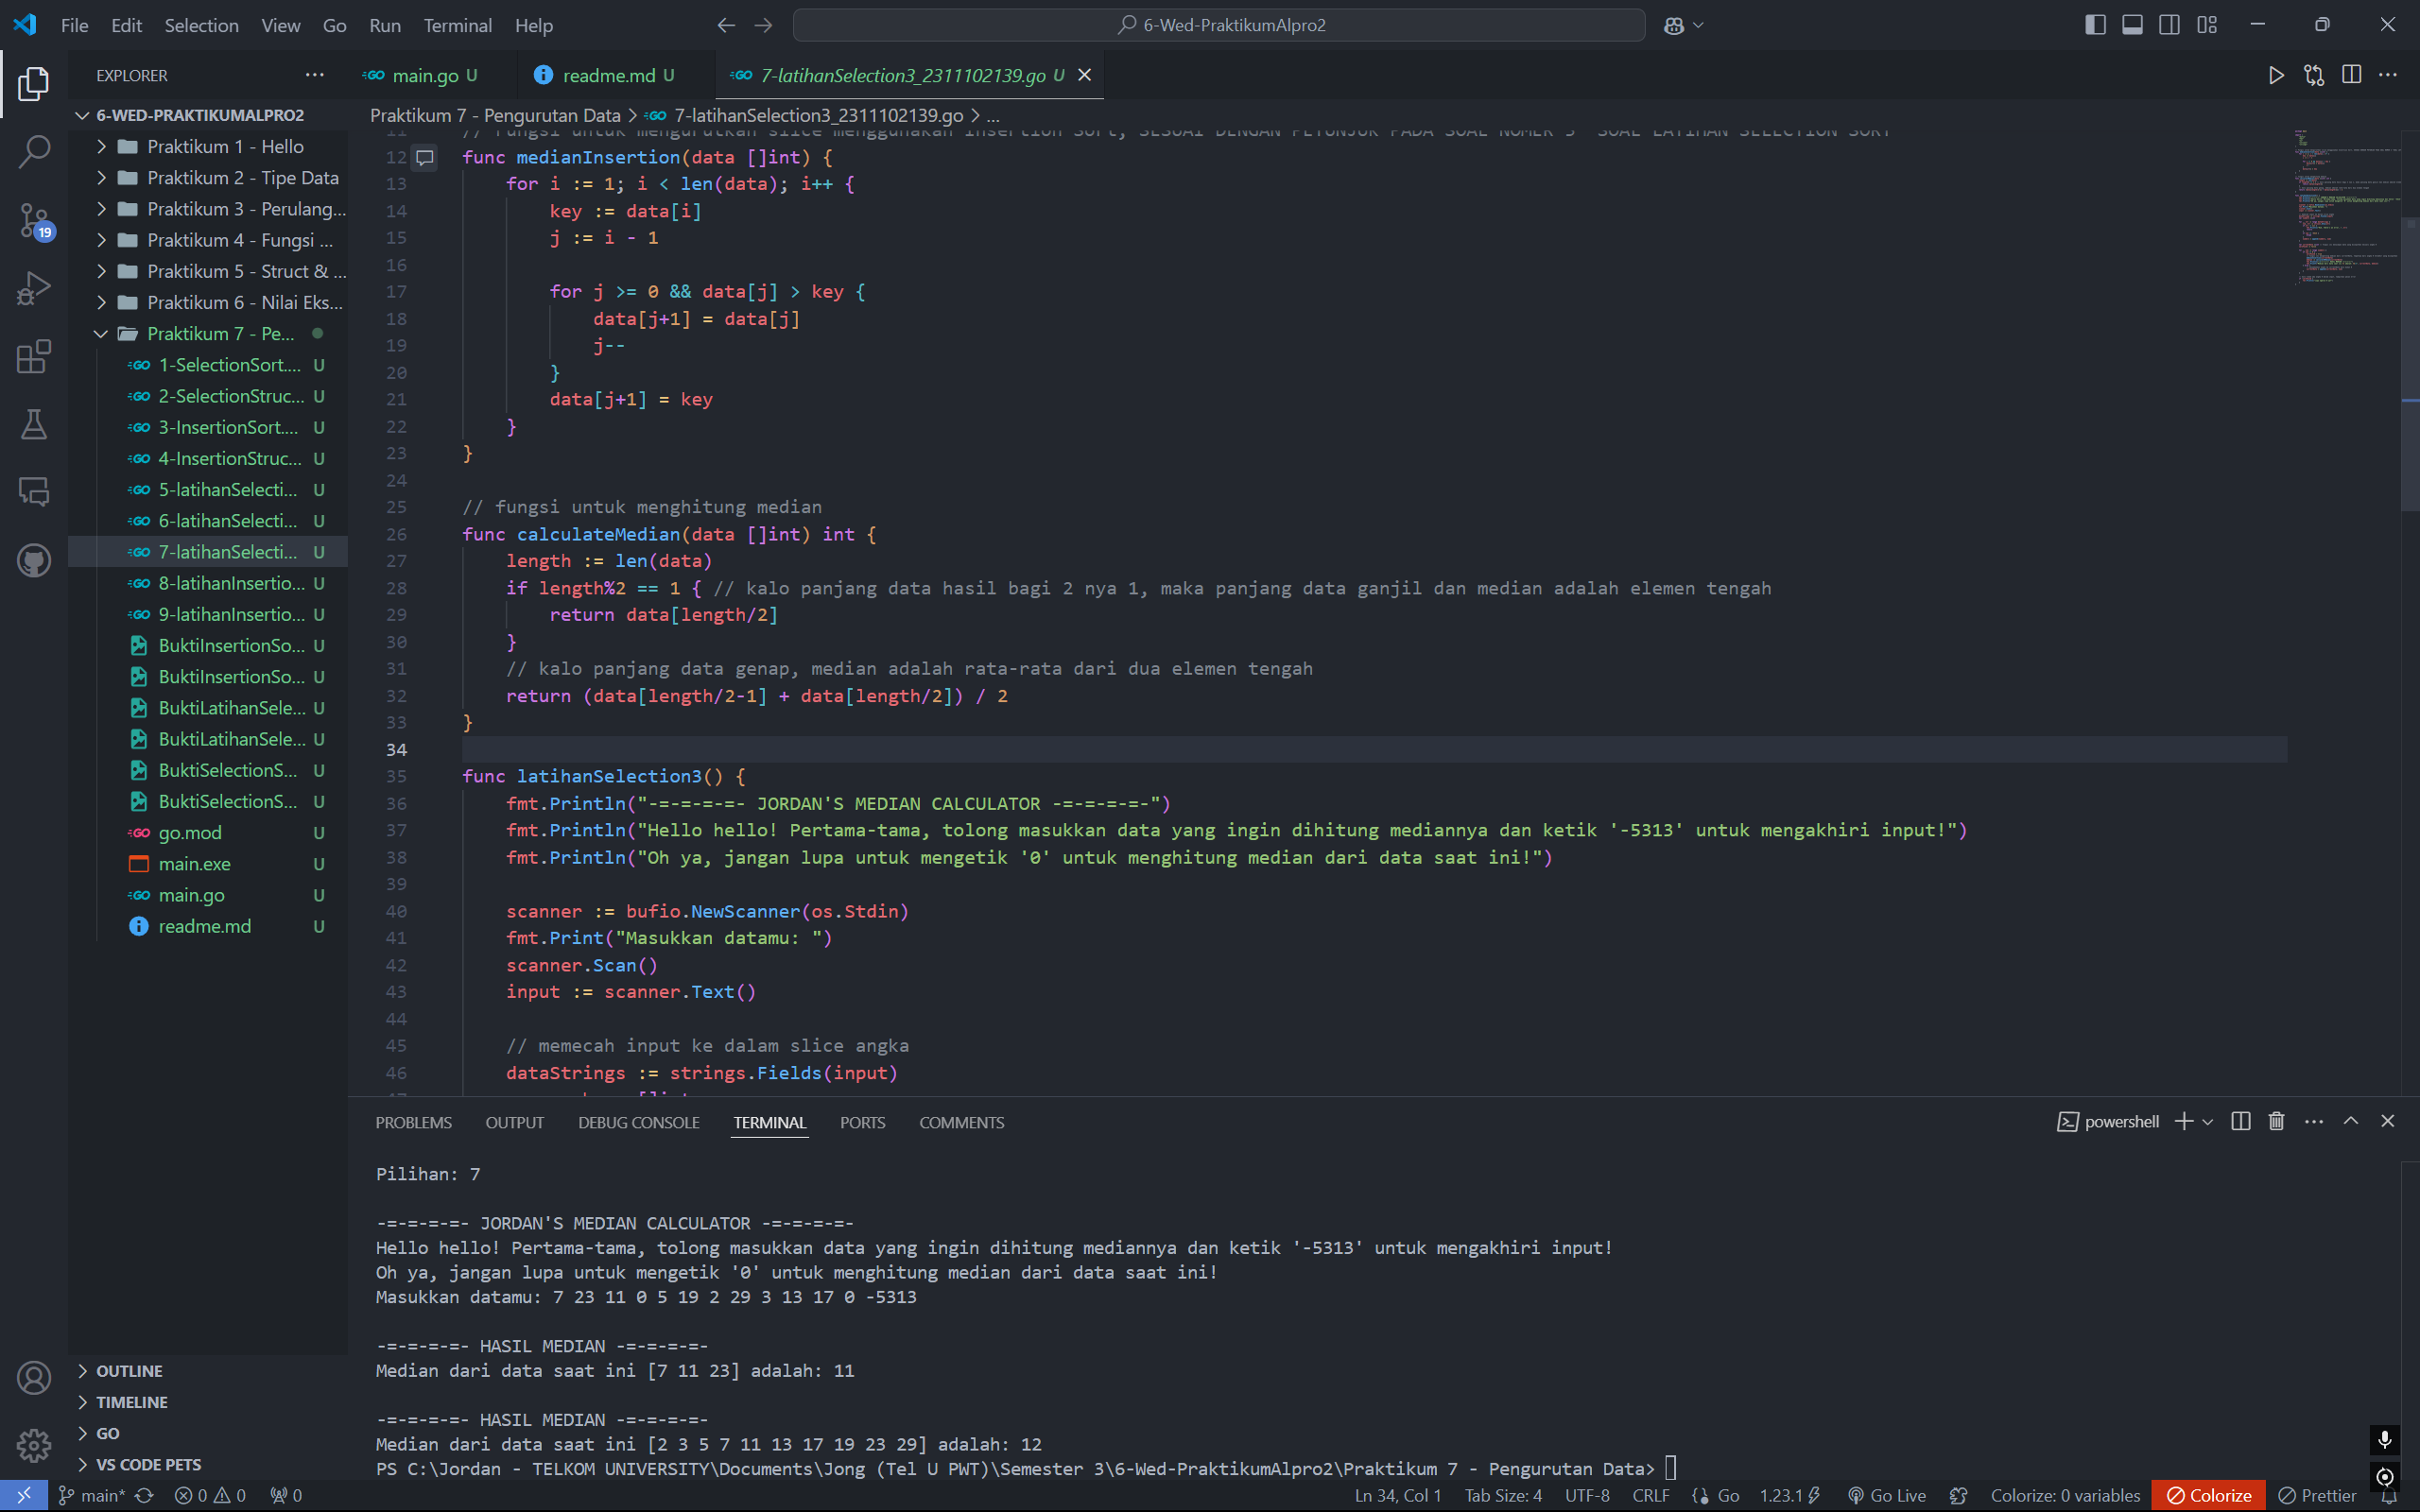 File Edit Selection View Go Run Terminal Help
6-Wed-PraktikumAlpro2
EXPLORER
main.go U
readme.md U
7-latihanSelection3_2311102139.go U
6-WED-PRAKTIKUMALPRO2
Praktikum 1 - Hello
Praktikum 2 - Tipe Data
Praktikum 3 - Perulang...
Praktikum 4 - Fungsi ...
Praktikum 5 - Struct & ...
Praktikum 6 - Nilai Eks...
Praktikum 7 - Pe...
1-SelectionSort.... U
2-SelectionStruc... U
3-InsertionSort.... U
4-InsertionStruc... U
5-latihanSelecti... U
6-latihanSelecti... U
7-latihanSelecti... U
8-latihanInsertio... U
9-latihanInsertio... U
BuktiInsertionSo... U
BuktiInsertionSo... U
BuktiLatihanSele... U
BuktiLatihanSele... U
BuktiSelectionS... U
BuktiSelectionS... U
go.mod U
main.exe U
main.go U
readme.md U
OUTLINE
TIMELINE
GO
VS CODE PETS
19
Praktikum 7 - Pengurutan Data > 7-latihanSelection3_2311102139.go > ...
11 // fungsi untuk mengurutkan slice menggunakan insertion sort, SESUAI DENGAN PETUNJUK PADA SOAL NOMER 3 SOAL LATIHAN SELECTION SORT
12 func medianInsertion(data []int) {
13 for i := 1; i < len(data); i++ {
14 key := data[i]
15 j := i - 1
16
17 for j >= 0 && data[j] > key {
18 data[j+1] = data[j]
19 j--
20 }
21 data[j+1] = key
22 }
23 }
24
25 // fungsi untuk menghitung median
26 func calculateMedian(data []int) int {
27 length := len(data)
28 if length%2 == 1 { // kalo panjang data hasil bagi 2 nya 1, maka panjang data ganjil dan median adalah elemen tengah
29 return data[length/2]
30 }
31 // kalo panjang data genap, median adalah rata-rata dari dua elemen tengah
32 return (data[length/2-1] + data[length/2]) / 2
33 }
34
35 func latihanSelection3() {
36 fmt.Println("-=-=-=-=- JORDAN'S MEDIAN CALCULATOR -=-=-=-=-")
37 fmt.Println("Hello hello! Pertama-tama, tolong masukkan data yang ingin dihitung mediannya dan ketik '-5313' untuk mengakhiri input!")
38 fmt.Println("Oh ya, jangan lupa untuk mengetik '0' untuk menghitung median dari data saat ini!")
39
40 scanner := bufio.NewScanner(os.Stdin)
41 fmt.Print("Masukkan datamu: ")
42 scanner.Scan()
43 input := scanner.Text()
44
45 // memecah input ke dalam slice angka
46 dataStrings := strings.Fields(input)
PROBLEMS OUTPUT DEBUG CONSOLE TERMINAL PORTS COMMENTS
powershell
Pilihan: 7
-=-=-=-=- JORDAN'S MEDIAN CALCULATOR -=-=-=-=-
Hello hello! Pertama-tama, tolong masukkan data yang ingin dihitung mediannya dan ketik '-5313' untuk mengakhiri input!
Oh ya, jangan lupa untuk mengetik '0' untuk menghitung median dari data saat ini!
Masukkan datamu: 7 23 11 0 5 19 2 29 3 13 17 0 -5313
-=-=-=-=- HASIL MEDIAN -=-=-=-=-
Median dari data saat ini [7 11 23] adalah: 11
-=-=-=-=- HASIL MEDIAN -=-=-=-=-
Median dari data saat ini [2 3 5 7 11 13 17 19 23 29] adalah: 12
PS C:\Jordan - TELKOM UNIVERSITY\Documents\Jong (Tel U PWT)\Semester 3\6-Wed-PraktikumAlpro2\Praktikum 7 - Pengurutan Data>
main* 0 0 0 Ln 34, Col 1 Tab Size: 4 UTF-8 CRLF Go 1.23.1 Go Live Colorize: 0 variables Colorize Prettier